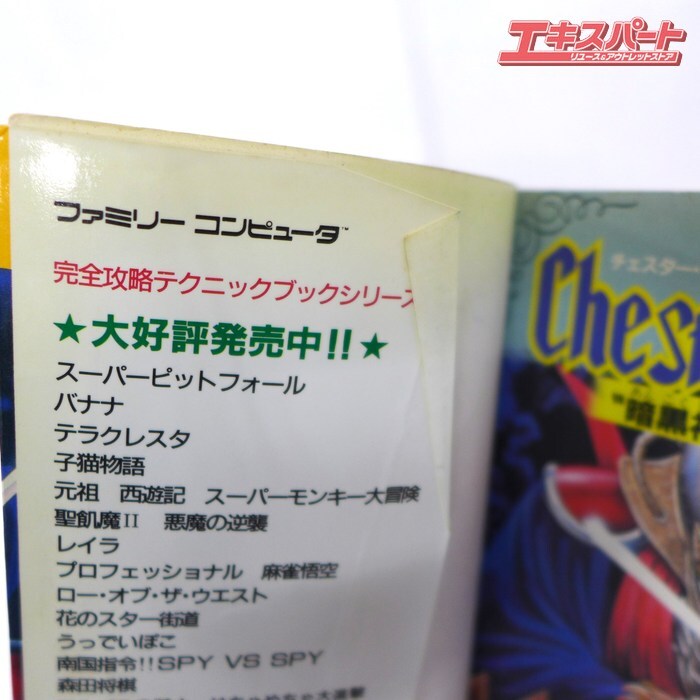 エキスパート
リユース&アウトレットストア
ファミリー コンピュータ™
完全攻略テクニックブックシリーズ
★大好評発売中!!★
スーパーピットフォール
バナナ
テラクレスタ
子猫物語
元祖 西遊記 スーパーモンキー大冒険
聖飢魔II 悪魔の逆襲
レイラ
プロフェッショナル 麻雀悟空
ロー・オブ・ザ・ウエスト
花のスター街道
うっでいぽこ
南国指令!!SPY VS SPY
森田将棋
大進撃
チェスター
Ches
暗黒